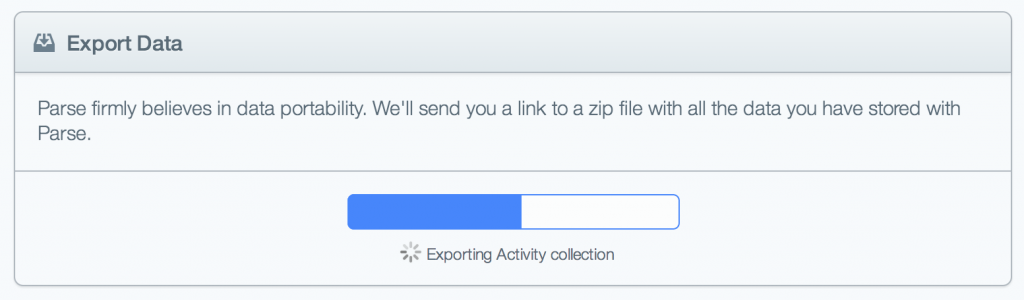 Export Data
Parse firmly believes in data portability. We'll send you a link to a zip file with all the data you have stored with
Parse.
Exporting Activity collection